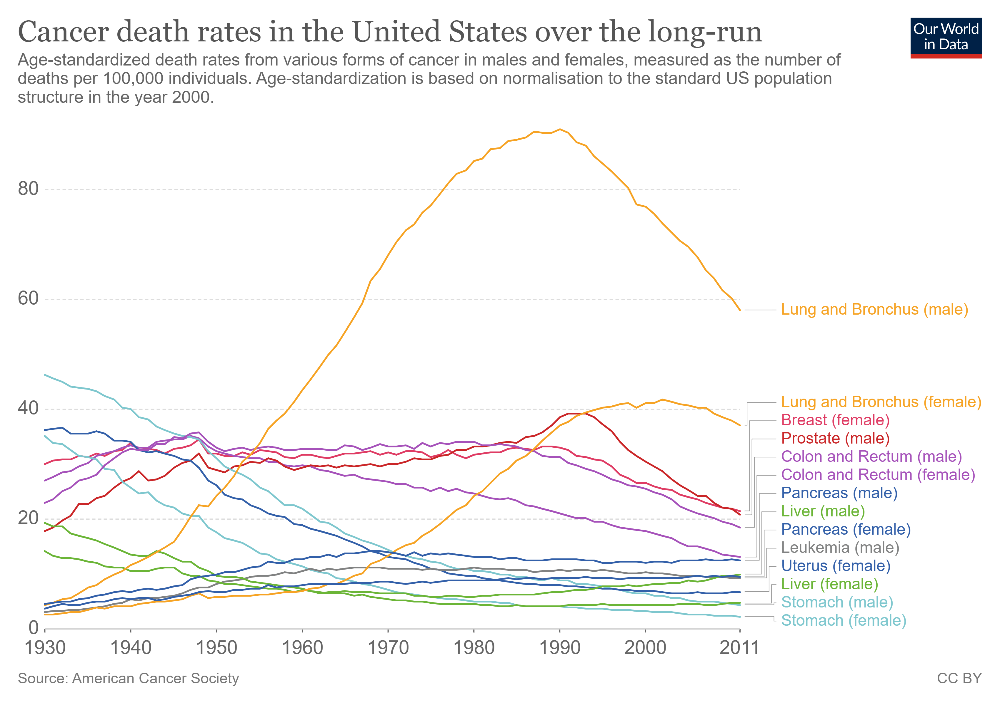 Cancer death rates in the United States over the long-run
Our World
in Data
Age-standardized death rates from various forms of cancer in males and females, measured as the number of
deaths per 100,000 individuals. Age-standardization is based on normalisation to the standard US population
structure in the year 2000.
80
60
40
20
0
Lung and Bronchus (male)
Lung and Bronchus (female)
Breast (female)
Prostate (male)
Colon and Rectum (male)
Colon and Rectum (female)
Pancreas (male)
Liver (male)
Pancreas (female)
Leukemia (male)
Uterus (female)
Liver (female)
Stomach (male)
Stomach (female)
1930 1940 1950 1960 1970 1980 1990 2000 2011
Source: American Cancer Society
CC BY